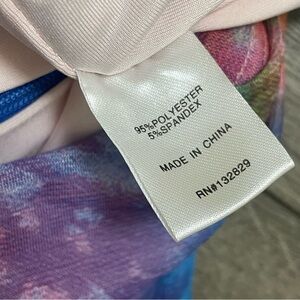 95%POLYESTER
5%SPANDEX
MADE IN CHINA
RN#132829